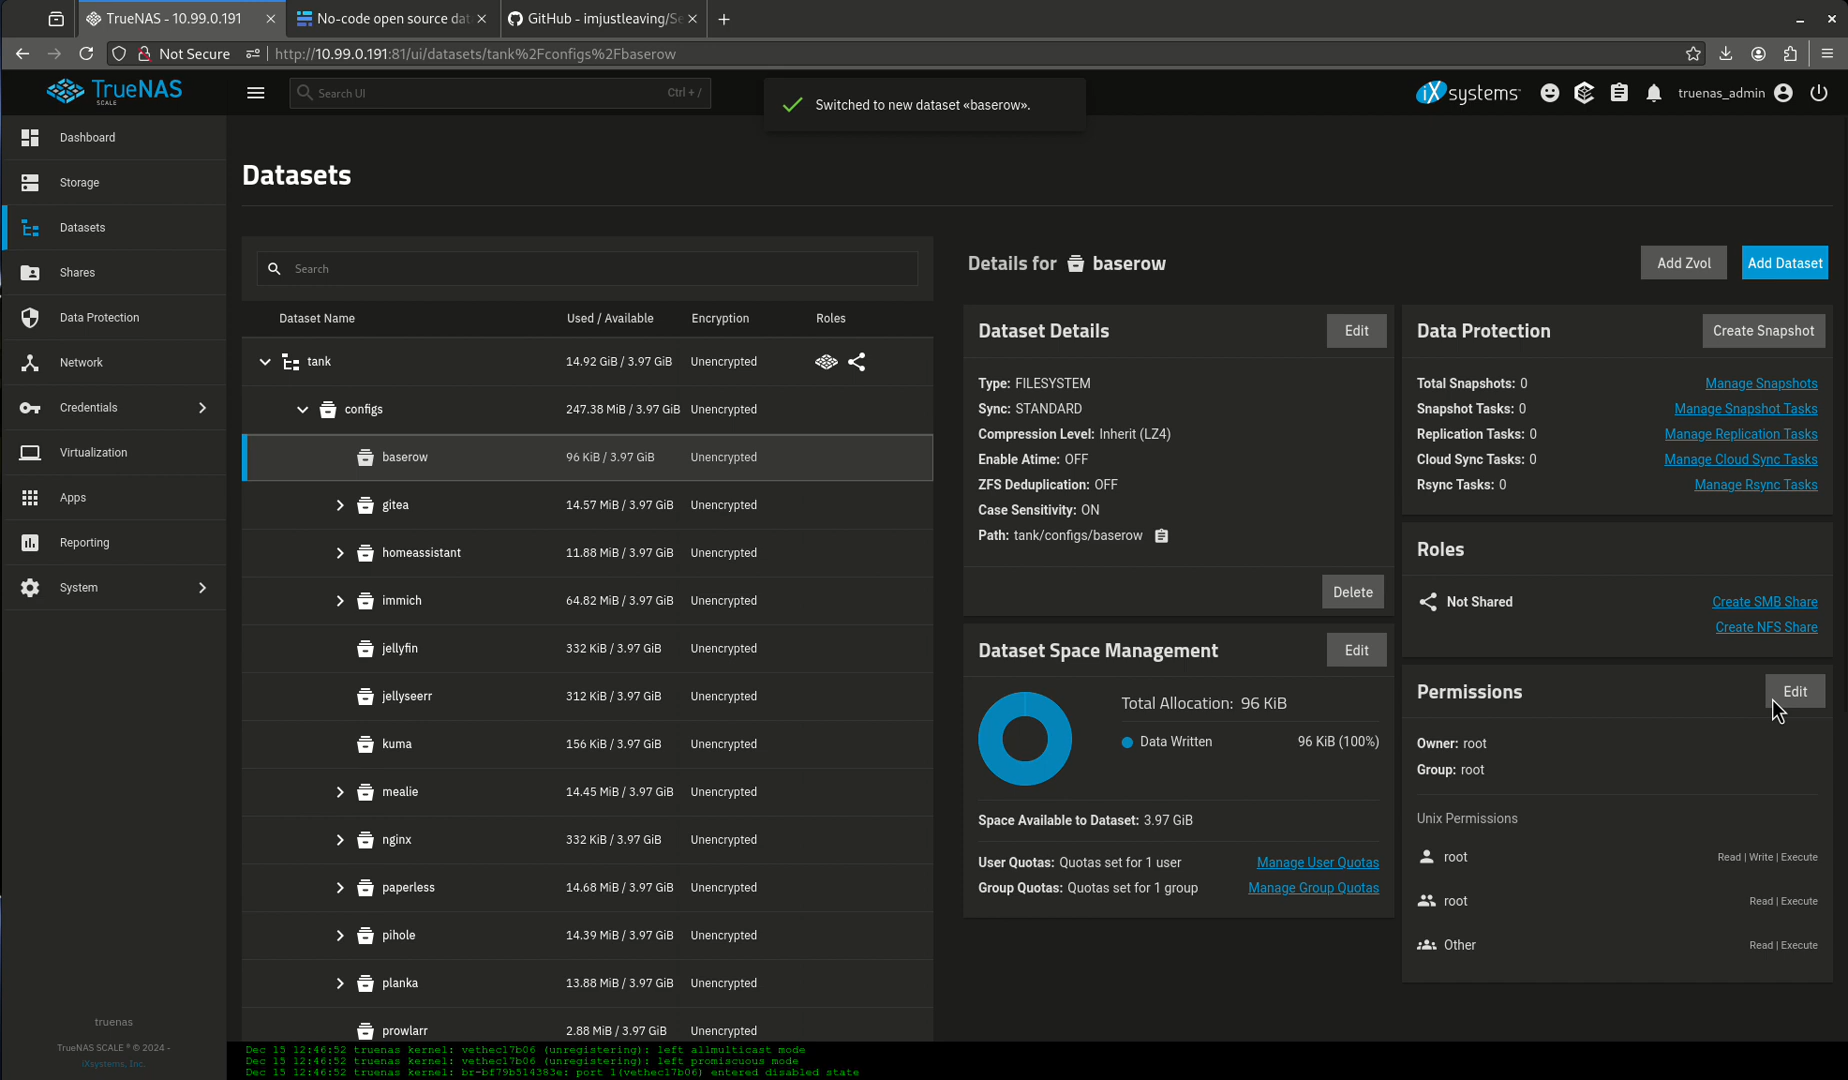 TrueNAS - 10.99.0.191
No-code open source dat
GitHub - imjustleaving/Se
Not Secure
http://10.99.0.191:81/ui/datasets/tank%2Fconfigs%2Fbaserow
TrueNAS
SCALE
Search UI
Ctrl + /
Switched to new dataset «baserow».
iXsystems
truenas_admin
Dashboard
Storage
Datasets
Shares
Data Protection
Network
Credentials
Virtualization
Apps
Reporting
System
truenas
TrueNAS SCALE ® © 2024 -
iXsystems, Inc.
Datasets
Search
Dataset Name Used / Available Encryption Roles
tank 14.92 GiB / 3.97 GiB Unencrypted
configs 247.38 MiB / 3.97 GiB Unencrypted
baserow 96 KiB / 3.97 GiB Unencrypted
gitea 14.57 MiB / 3.97 GiB Unencrypted
homeassistant 11.88 MiB / 3.97 GiB Unencrypted
immich 64.82 MiB / 3.97 GiB Unencrypted
jellyfin 332 KiB / 3.97 GiB Unencrypted
jellyseerr 312 KiB / 3.97 GiB Unencrypted
kuma 156 KiB / 3.97 GiB Unencrypted
mealie 14.45 MiB / 3.97 GiB Unencrypted
nginx 332 KiB / 3.97 GiB Unencrypted
paperless 14.68 MiB / 3.97 GiB Unencrypted
pihole 14.39 MiB / 3.97 GiB Unencrypted
planka 13.88 MiB / 3.97 GiB Unencrypted
prowlarr 2.88 MiB / 3.97 GiB Unencrypted
Details for baserow
Add Zvol
Add Dataset
Dataset Details
Edit
Type: FILESYSTEM
Sync: STANDARD
Compression Level: Inherit (LZ4)
Enable Atime: OFF
ZFS Deduplication: OFF
Case Sensitivity: ON
Path: tank/configs/baserow
Delete
Dataset Space Management
Edit
Total Allocation: 96 KiB
Data Written 96 KiB (100%)
Space Available to Dataset: 3.97 GiB
User Quotas: Quotas set for 1 user Manage User Quotas
Group Quotas: Quotas set for 1 group Manage Group Quotas
Data Protection
Create Snapshot
Total Snapshots: 0 Manage Snapshots
Snapshot Tasks: 0 Manage Snapshot Tasks
Replication Tasks: 0 Manage Replication Tasks
Cloud Sync Tasks: 0 Manage Cloud Sync Tasks
Rsync Tasks: 0 Manage Rsync Tasks
Roles
Not Shared Create SMB Share
Create NFS Share
Permissions
Edit
Owner: root
Group: root
Unix Permissions
root Read | Write | Execute
root Read | Execute
Other Read | Execute
Dec 15 12:46:52 truenas kernel: vethec17b06 (unregistering): left allmulticast mode
Dec 15 12:46:52 truenas kernel: vethec17b06 (unregistering): left promiscuous mode
Dec 15 12:46:52 truenas kernel: br-bf79b514383e: port 1(vethec17b06) entered disabled state